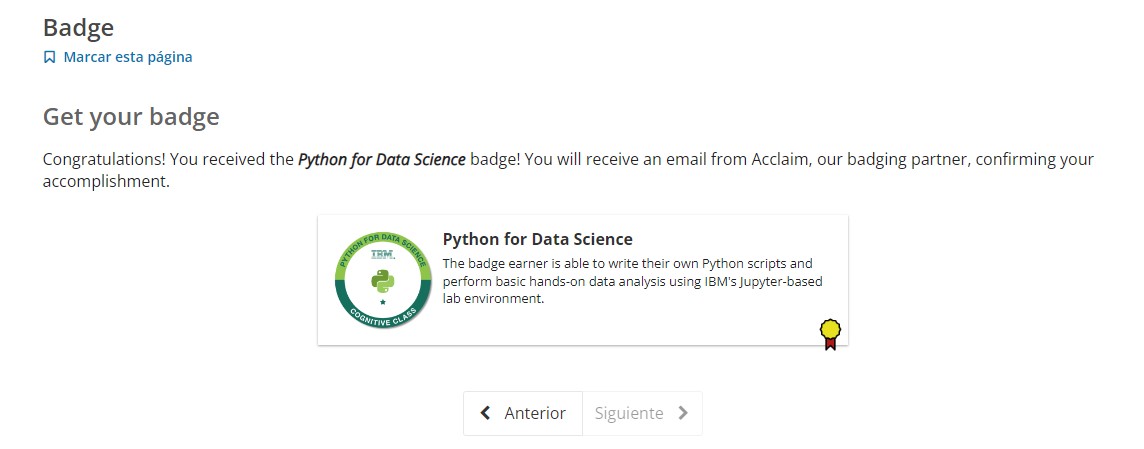 Badge
Marcar esta página
Get your badge
Congratulations! You received the Python for Data Science badge! You will receive an email from Acclaim, our badging partner, confirming your
accomplishment.
PYTHON FOR DATA SCIENCE
IBM.
COGNITIVE CLASS
Python for Data Science
The badge earner is able to write their own Python scripts and
perform basic hands-on data analysis using IBM's Jupyter-based
lab environment.
Anterior
Siguiente